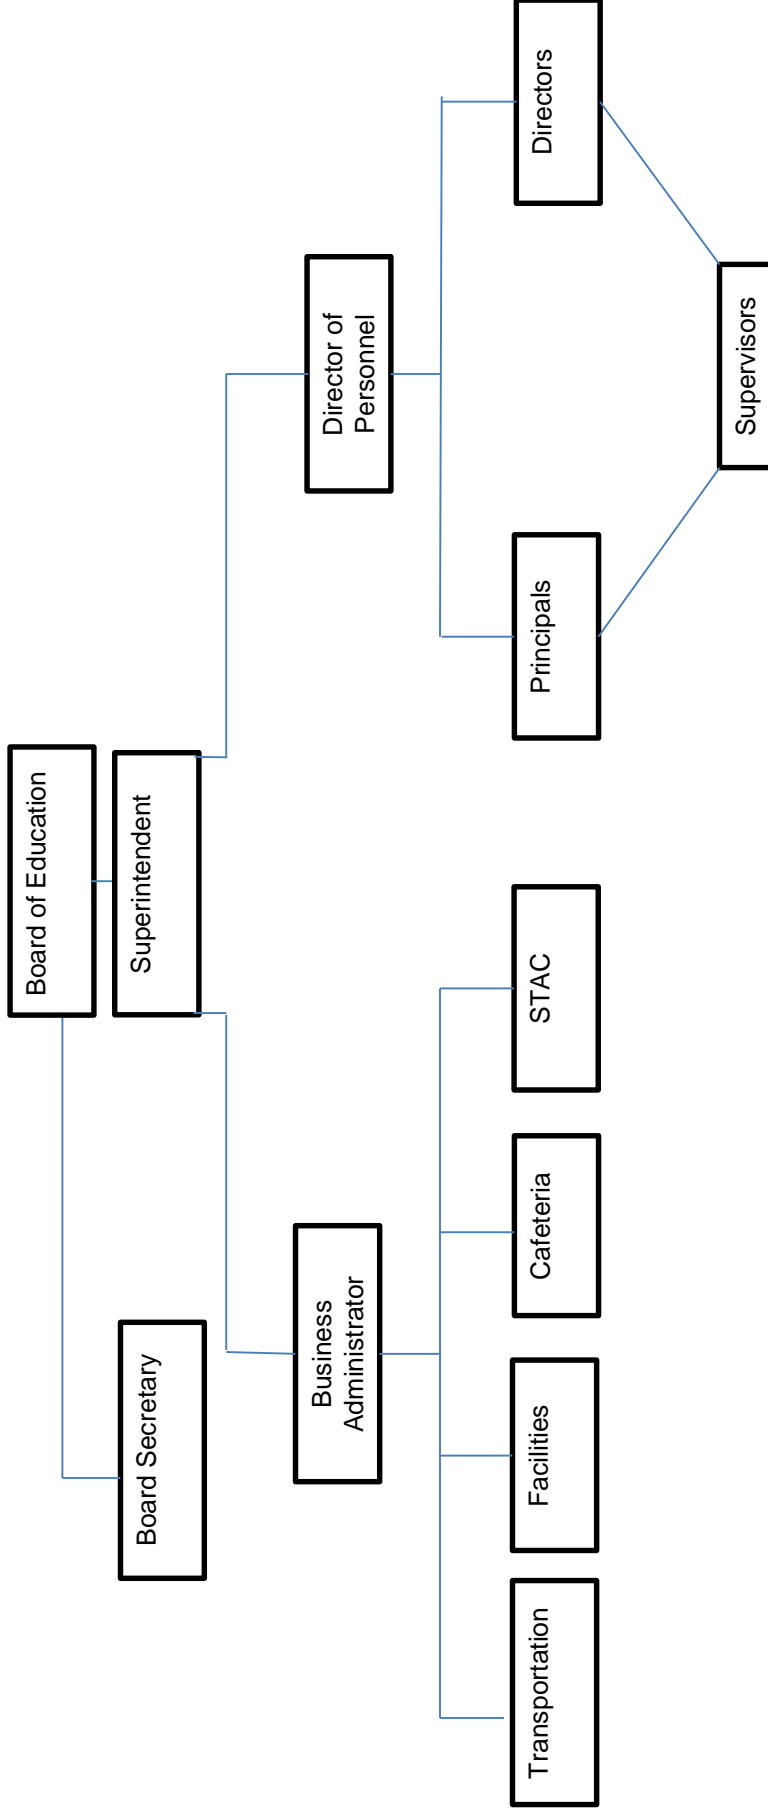 Board of Education
Superintendent
Board Secretary
Business
Administrator
Director of
Personnel
Transportation
Facilities
Cafeteria
STAC
Principals
Directors
Supervisors